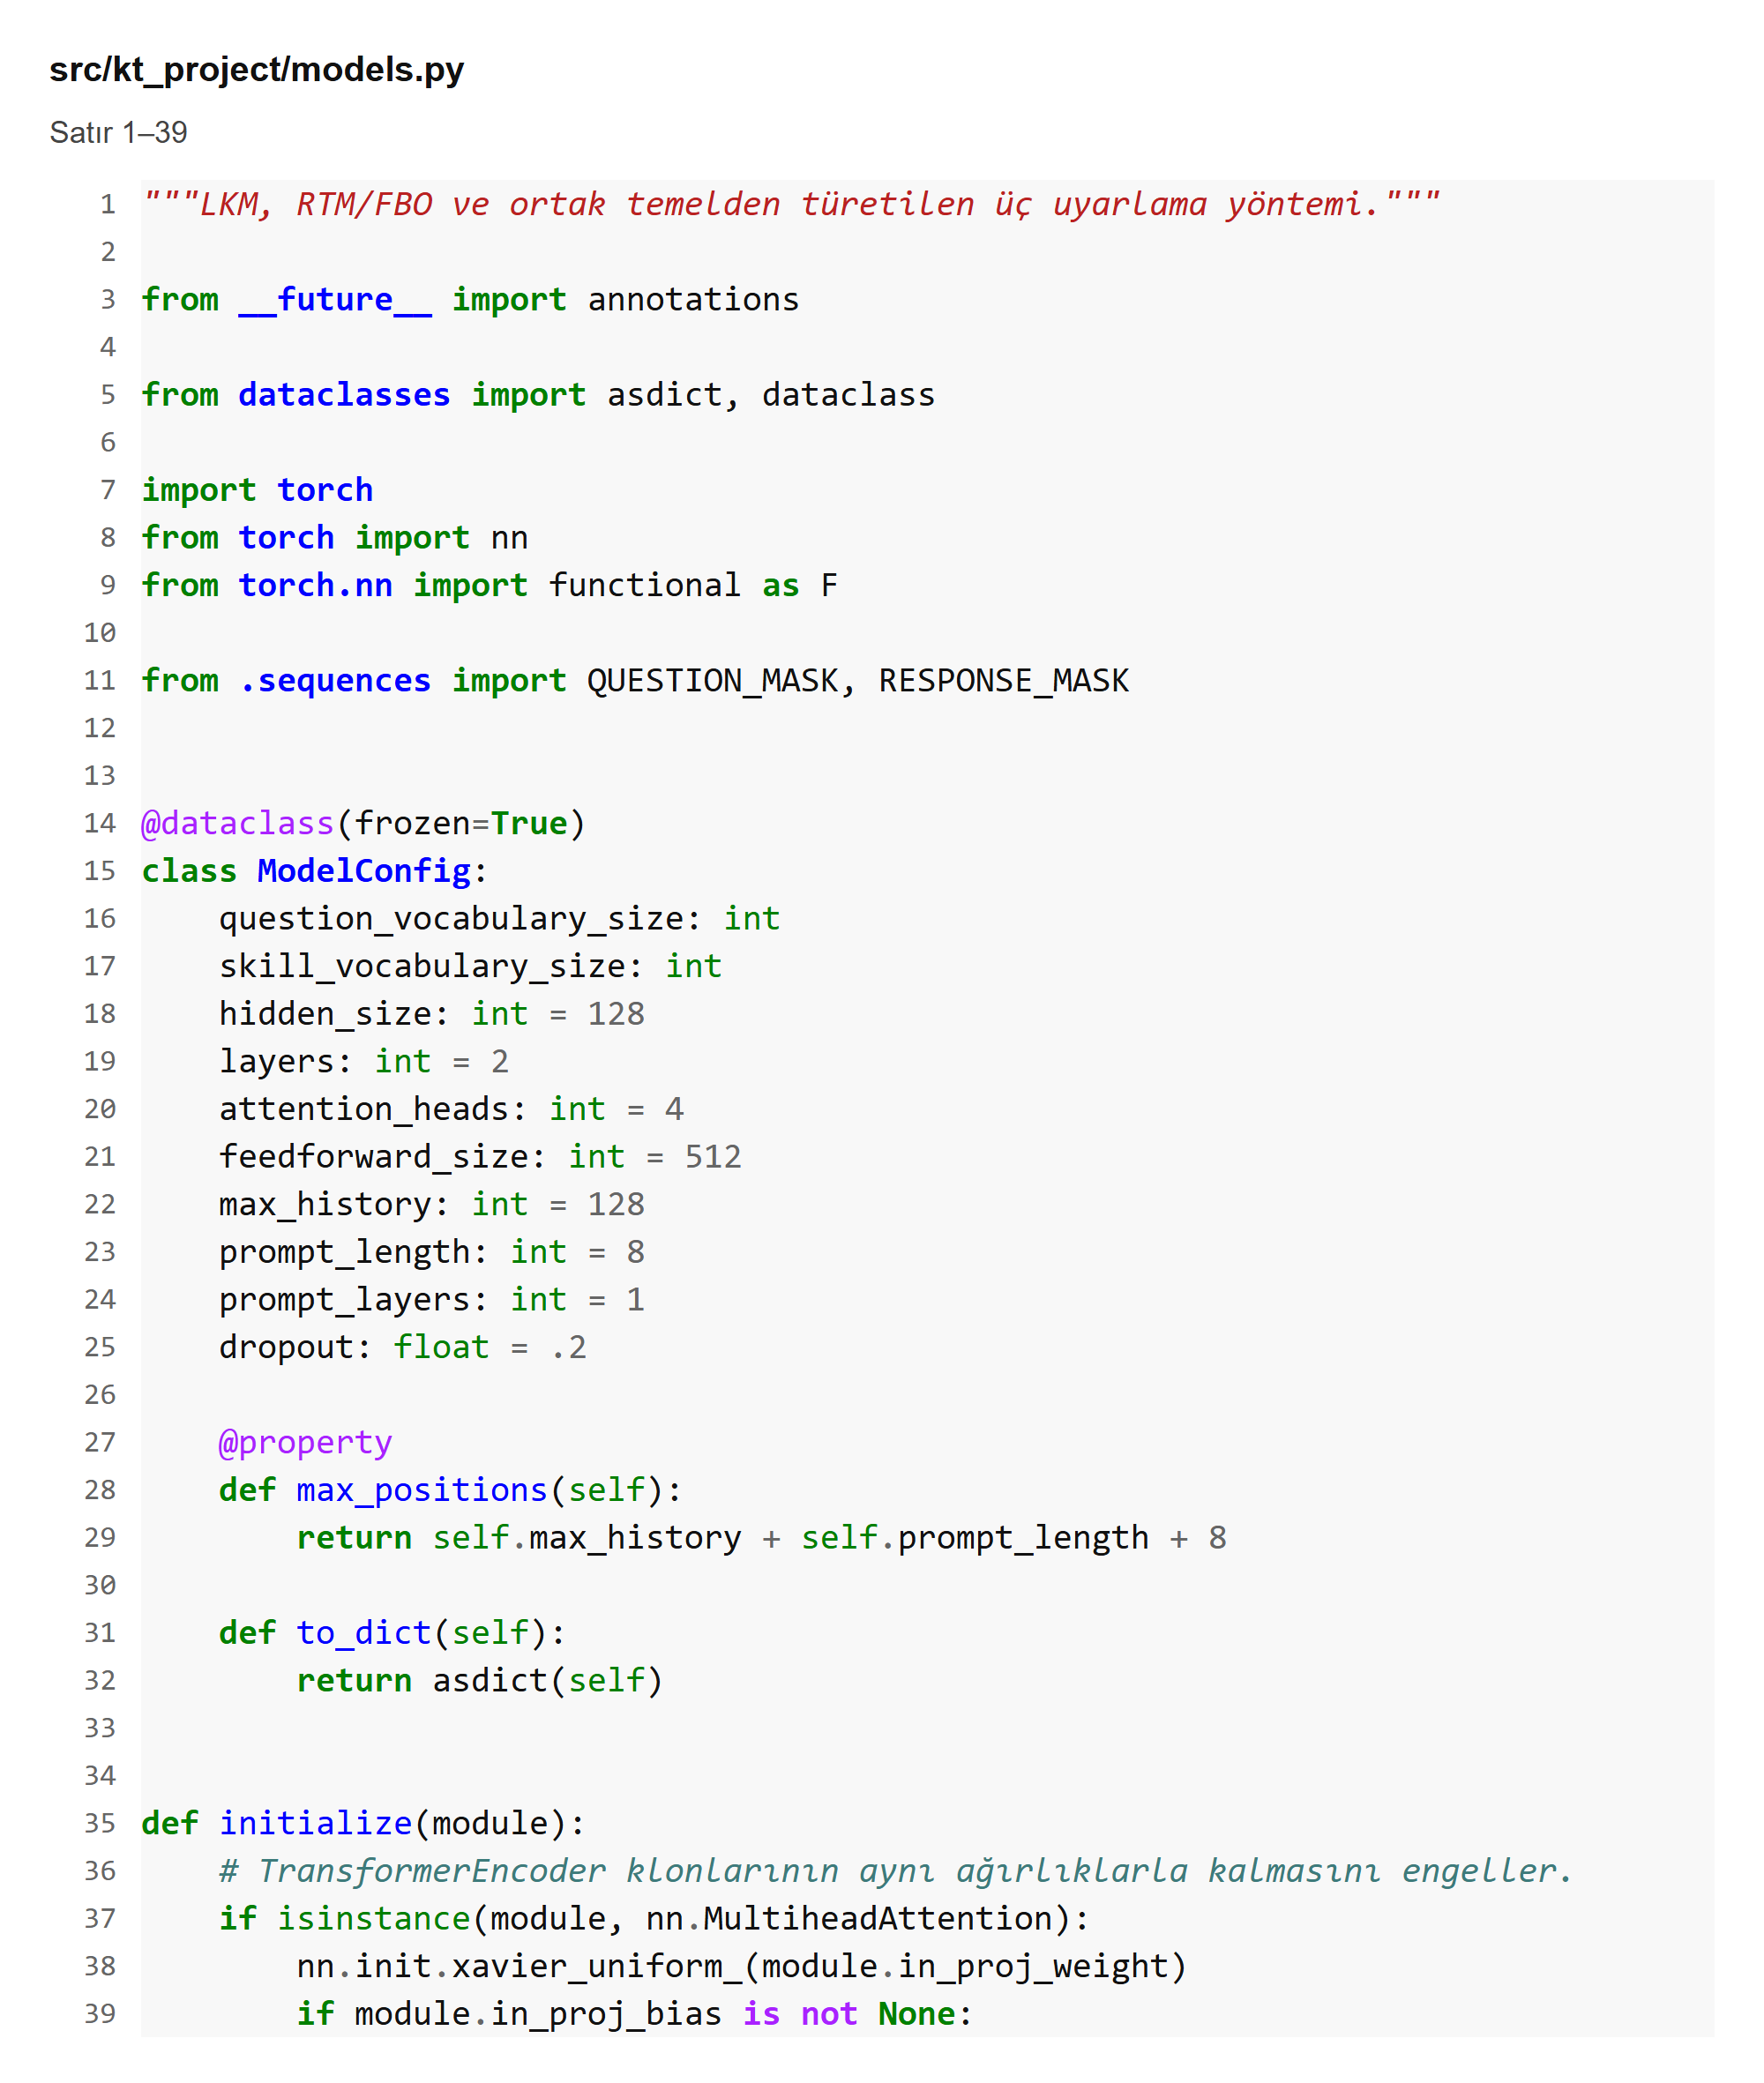 src/kt_project/models.py
Satır 1–39
1 """LKM, RTM/FBO ve ortak temelden türetilen üç uyarlama yöntemi."""
2
3 from __future__ import annotations
4
5 from dataclasses import asdict, dataclass
6
7 import torch
8 from torch import nn
9 from torch.nn import functional as F
10
11 from .sequences import QUESTION_MASK, RESPONSE_MASK
12
13
14 @dataclass(frozen=True)
15 class ModelConfig:
16     question_vocabulary_size: int
17     skill_vocabulary_size: int
18     hidden_size: int = 128
19     layers: int = 2
20     attention_heads: int = 4
21     feedforward_size: int = 512
22     max_history: int = 128
23     prompt_length: int = 8
24     prompt_layers: int = 1
25     dropout: float = .2
26
27     @property
28     def max_positions(self):
29         return self.max_history + self.prompt_length + 8
30
31     def to_dict(self):
32         return asdict(self)
33
34
35 def initialize(module):
36     # TransformerEncoder klonlarının aynı ağırlıklarla kalmasını engeller.
37     if isinstance(module, nn.MultiheadAttention):
38         nn.init.xavier_uniform_(module.in_proj_weight)
39         if module.in_proj_bias is not None: